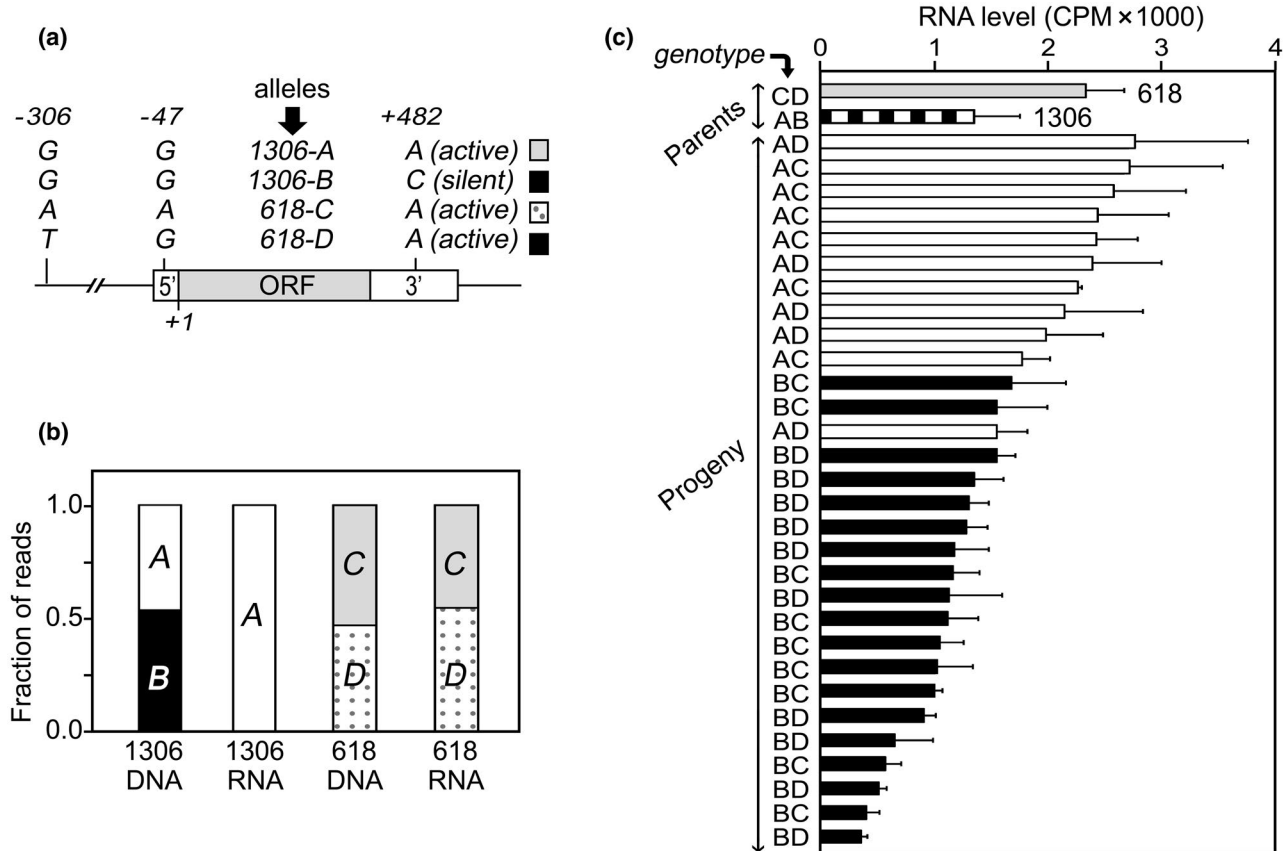 (a)
alleles
-306 -47 +482
G G 1306-A A (active)
G G 1306-B C (silent)
A A 618-C A (active)
T G 618-D A (active)
5' ORF 3'
+1
(b)
Fraction of reads
1.0
0.5
0.0
A
B
A
C
D
C
D
1306 DNA
1306 RNA
618 DNA
618 RNA
(c)
RNA level (CPM ×1000)
0 1 2 3 4
genotype
Parents
CD 618
AB 1306
Progeny
AD
AC
AC
AC
AC
AD
AC
AD
AD
AC
BC
BC
AD
BD
BD
BD
BD
BD
BC
BD
BC
BC
BC
BC
BD
BD
BC
BD
BC
BD